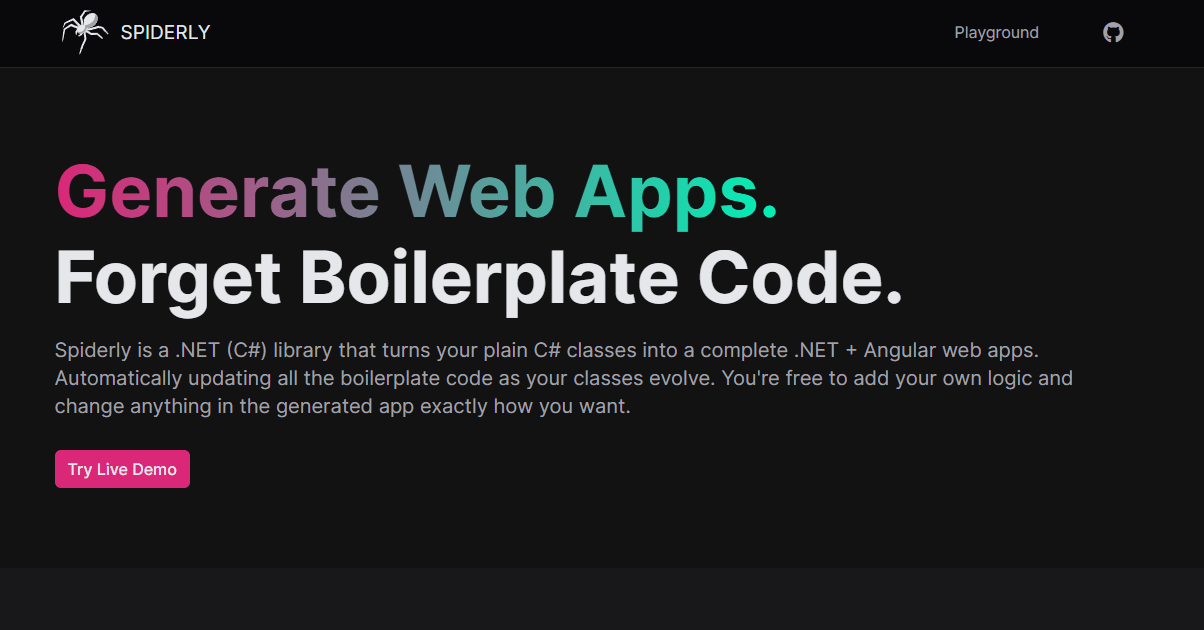 SPIDERLY
Playground
Generate Web Apps.
Forget Boilerplate Code.
Spiderly is a .NET (C#) library that turns your plain C# classes into a complete .NET + Angular web apps.
Automatically updating all the boilerplate code as your classes evolve. You're free to add your own logic and
change anything in the generated app exactly how you want.
Try Live Demo